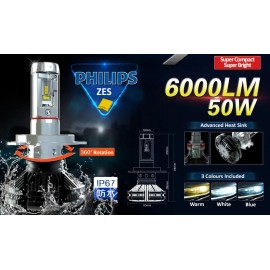 Super Compact
Super Bright
PHILIPS
ZES
6000LM
50W
Advanced Heat Sink
360° Rotation
IP67
防水
3 Colours Included
Warm
White
Blue